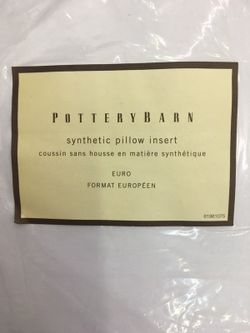 POTTERYBARN
synthetic pillow insert
coussin sans housse en matière synthétique
EURO
FORMAT EUROPÉEN